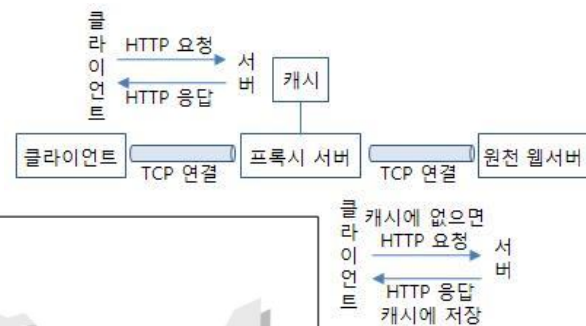 클라이언트
HTTP 요청
HTTP 응답
서버
캐시
클라이언트
TCP 연결
프록시 서버
TCP 연결
원천 웹서버
클라이언트
캐시에 없으면
HTTP 요청
HTTP 응답
캐시에 저장
서버